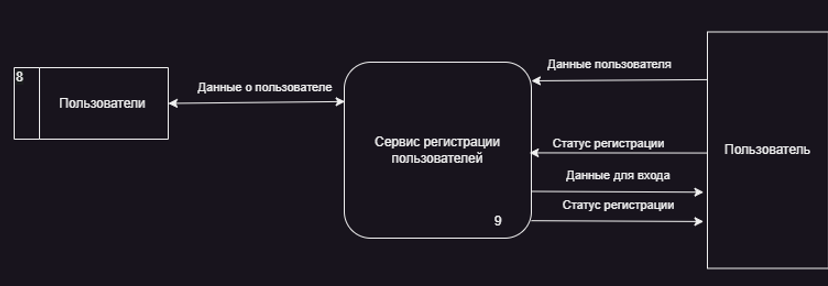 8
Пользователи
Данные о пользователе
Сервис регистрации
пользователей
9
Данные пользователя
Статус регистрации
Данные для входа
Статус регистрации
Пользователь